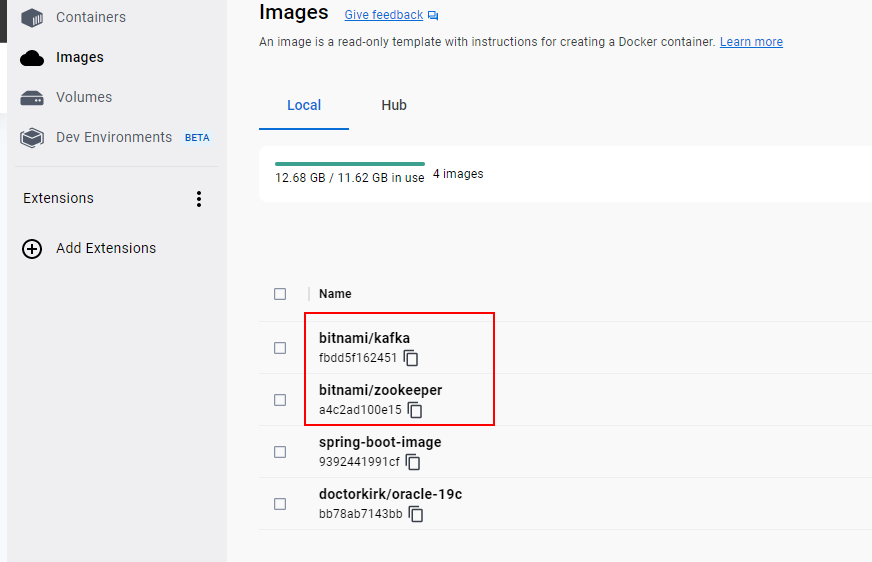 Containers
Images
Volumes
Dev Environments BETA
Extensions
Add Extensions
Images Give feedback
An image is a read-only template with instructions for creating a Docker container. Learn more
Local Hub
12.68 GB / 11.62 GB in use 4 images
Name
bitnami/kafka
fbdd5f162451
bitnami/zookeeper
a4c2ad100e15
spring-boot-image
9392441991cf
doctorkirk/oracle-19c
bb78ab7143bb